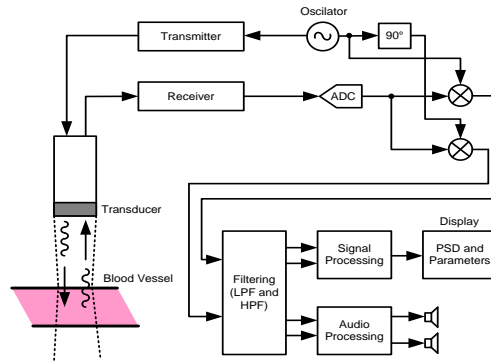 Oscilator
Transmitter
90°
Receiver
ADC
Transducer
Display
Blood Vessel
Filtering
(LPF and
HPF)
Signal
Processing
PSD and
Parameters
Audio
Processing